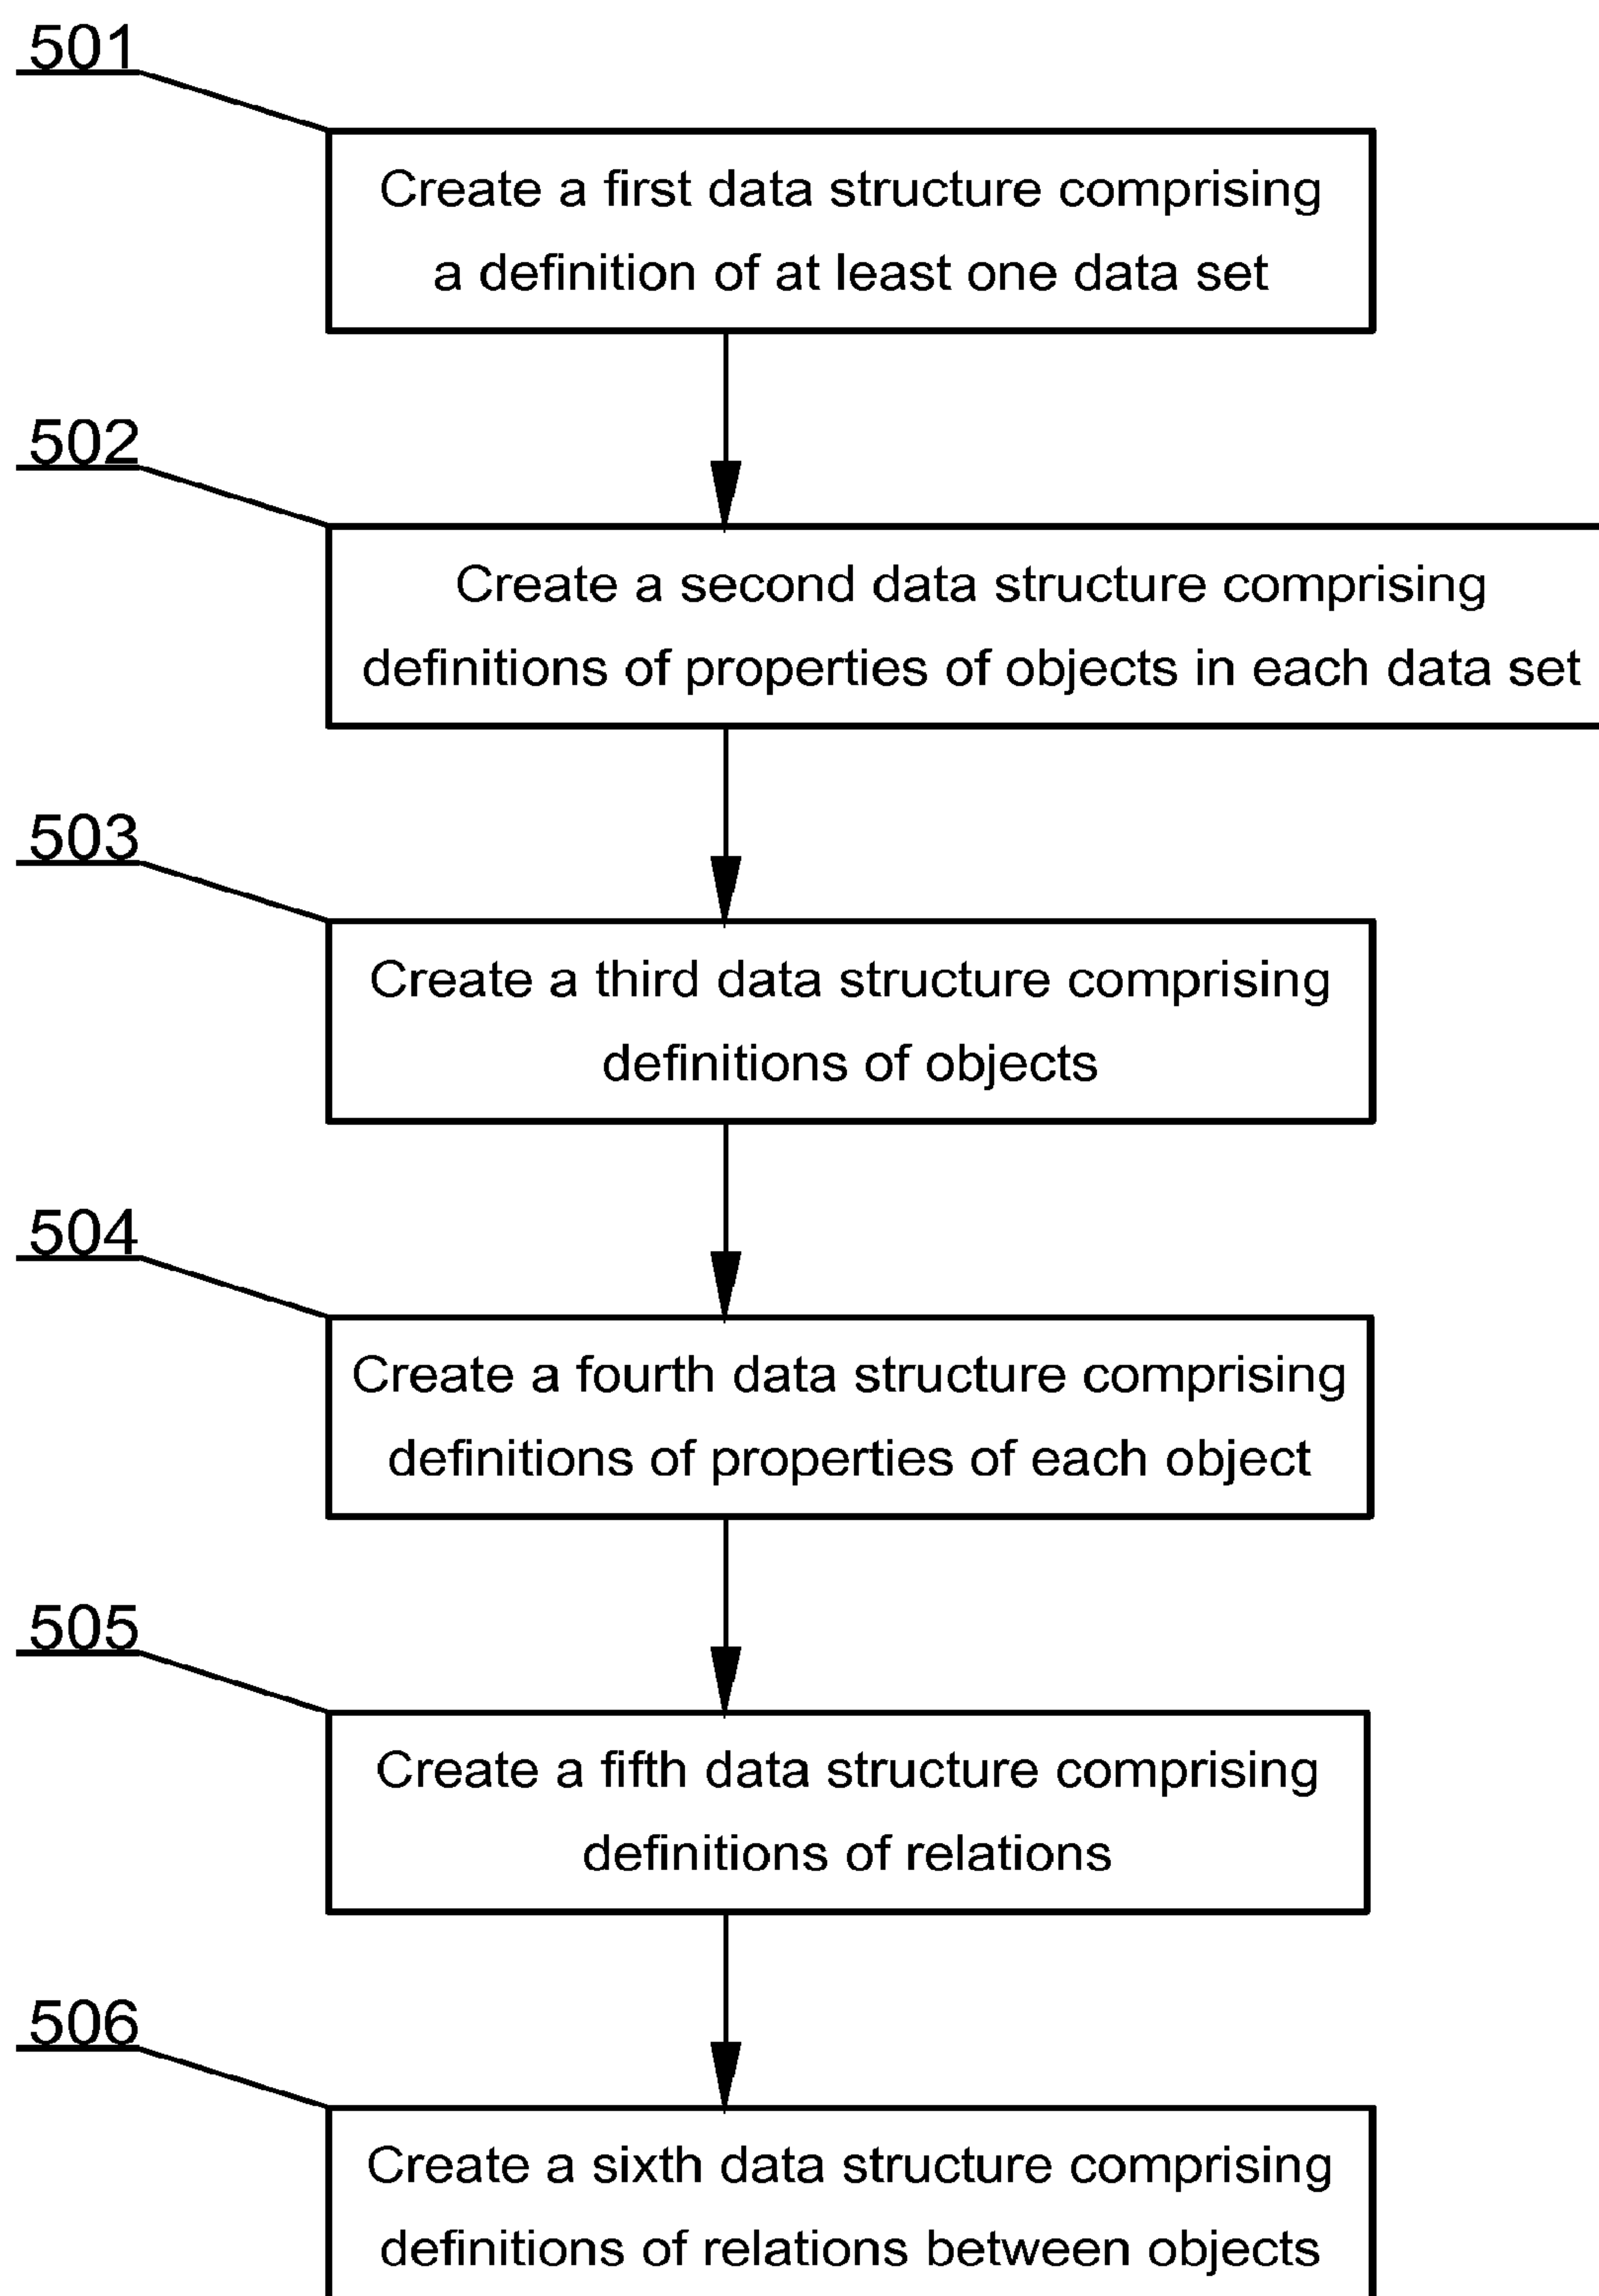 501
Create a first data structure comprising
a definition of at least one data set
502
Create a second data structure comprising
definitions of properties of objects in each data set
503
Create a third data structure comprising
definitions of objects
504
Create a fourth data structure comprising
definitions of properties of each object
505
Create a fifth data structure comprising
definitions of relations
506
Create a sixth data structure comprising
definitions of relations between objects